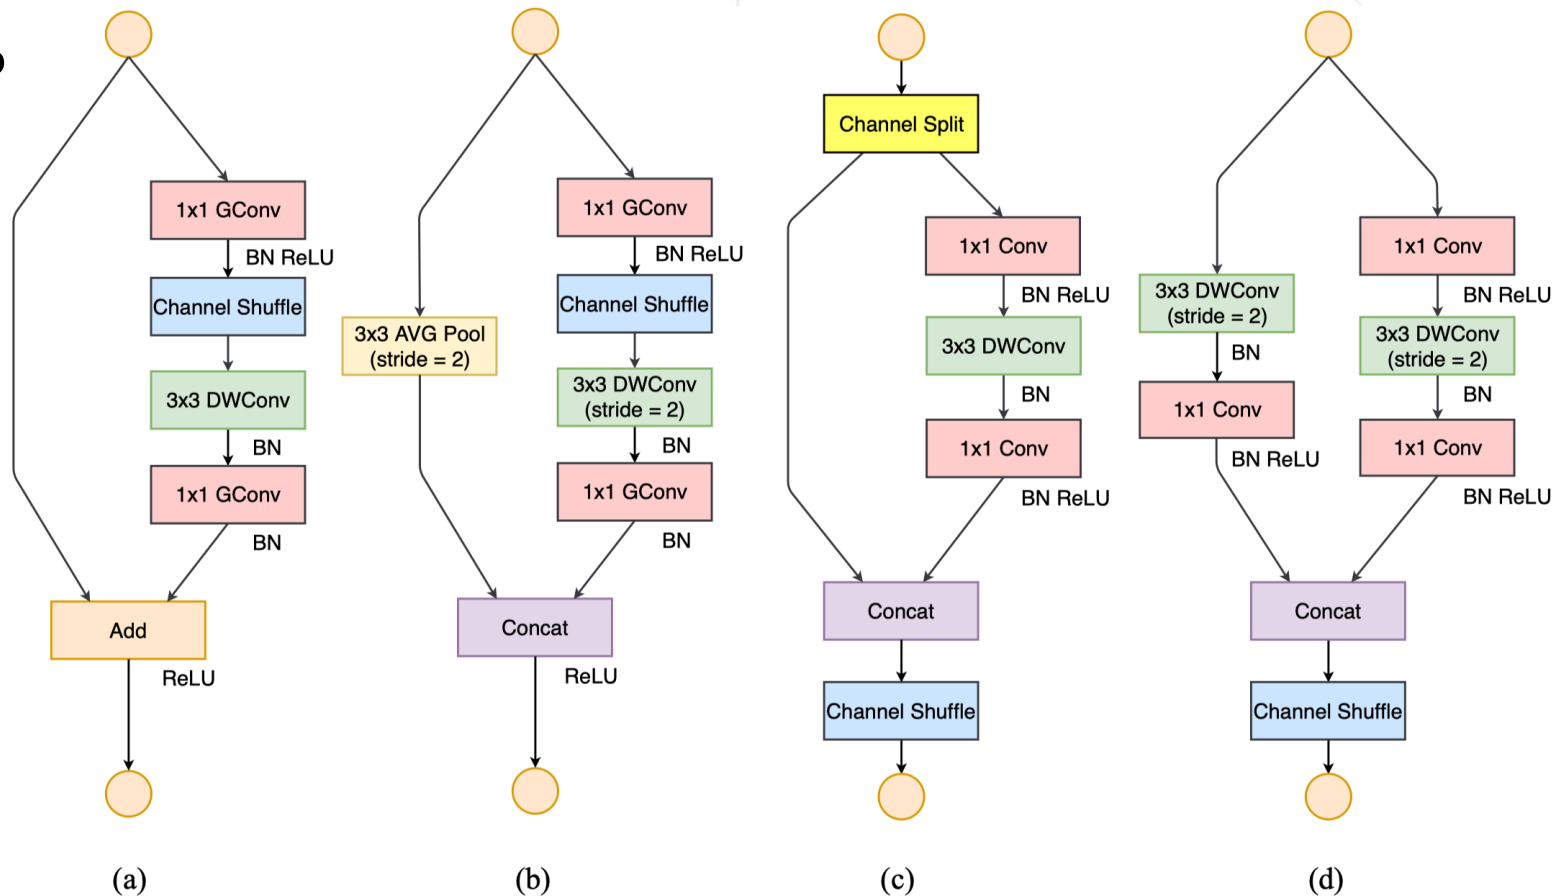 1x1 GConv
BN ReLU
Channel Shuffle
3x3 DWConv
BN
1x1 GConv
BN
Add
ReLU
(a)
1x1 GConv
BN ReLU
Channel Shuffle
3x3 AVG Pool
(stride = 2)
3x3 DWConv
(stride = 2)
BN
1x1 GConv
BN
Concat
ReLU
(b)
Channel Split
1x1 Conv
BN ReLU
3x3 DWConv
BN
1x1 Conv
BN ReLU
Concat
Channel Shuffle
(c)
3x3 DWConv
(stride = 2)
BN
1x1 Conv
BN ReLU
1x1 Conv
BN ReLU
3x3 DWConv
(stride = 2)
BN
1x1 Conv
BN ReLU
Concat
Channel Shuffle
(d)